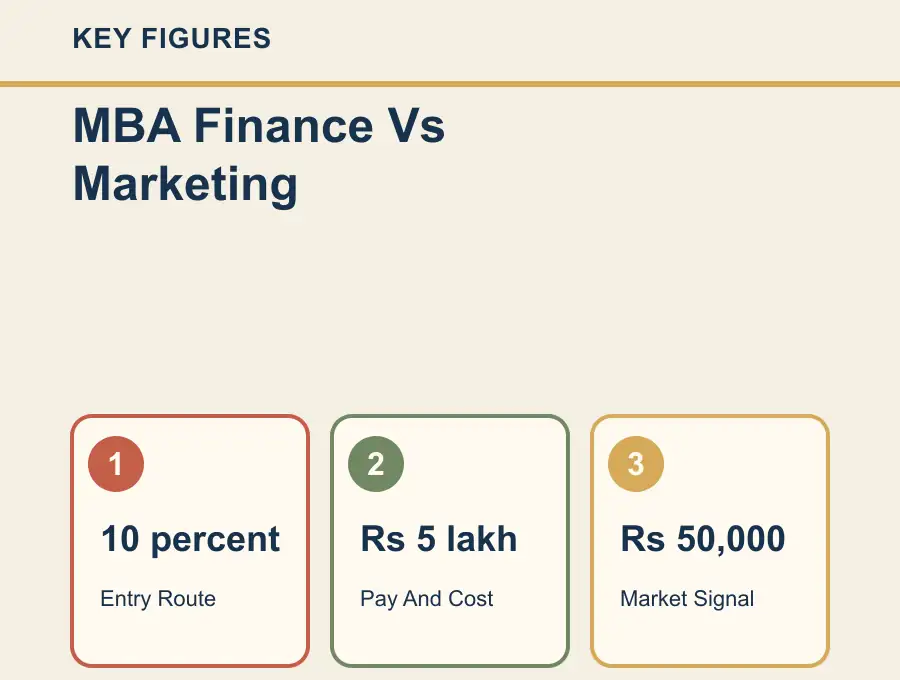 KEY FIGURES
MBA Finance Vs
Marketing
1
10 percent
Entry Route
2
Rs 5 lakh
Pay And Cost
3
Rs 50,000
Market Signal